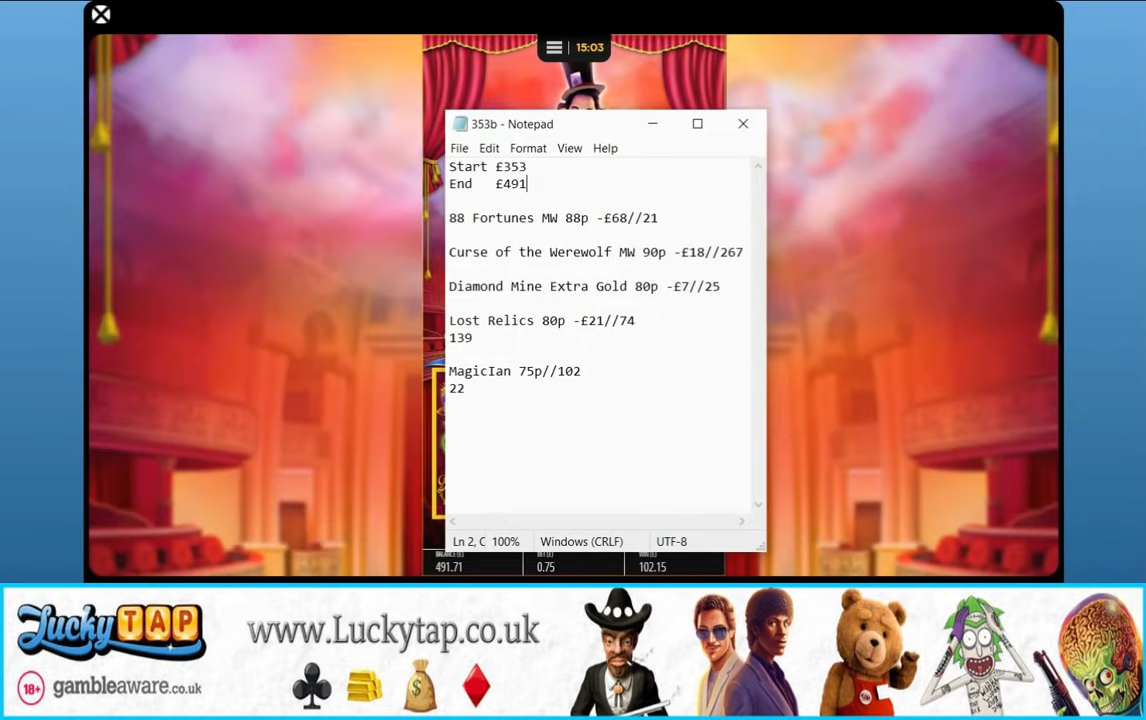 15:03
353b - Notepad
File Edit Format View Help
Start £353
End £491
88 Fortunes MW 88p -£68//21
Curse of the Werewolf MW 90p -£18//267
Diamond Mine Extra Gold 80p -£7//25
Lost Relics 80p -£21//74
139
MagicIan 75p//102
22
Ln 2, C 100% Windows (CRLF) UTF-8
491.71 0.75 102.15
Lucky TAP
www.Luckytap.co.uk
18+ gambleaware.co.uk